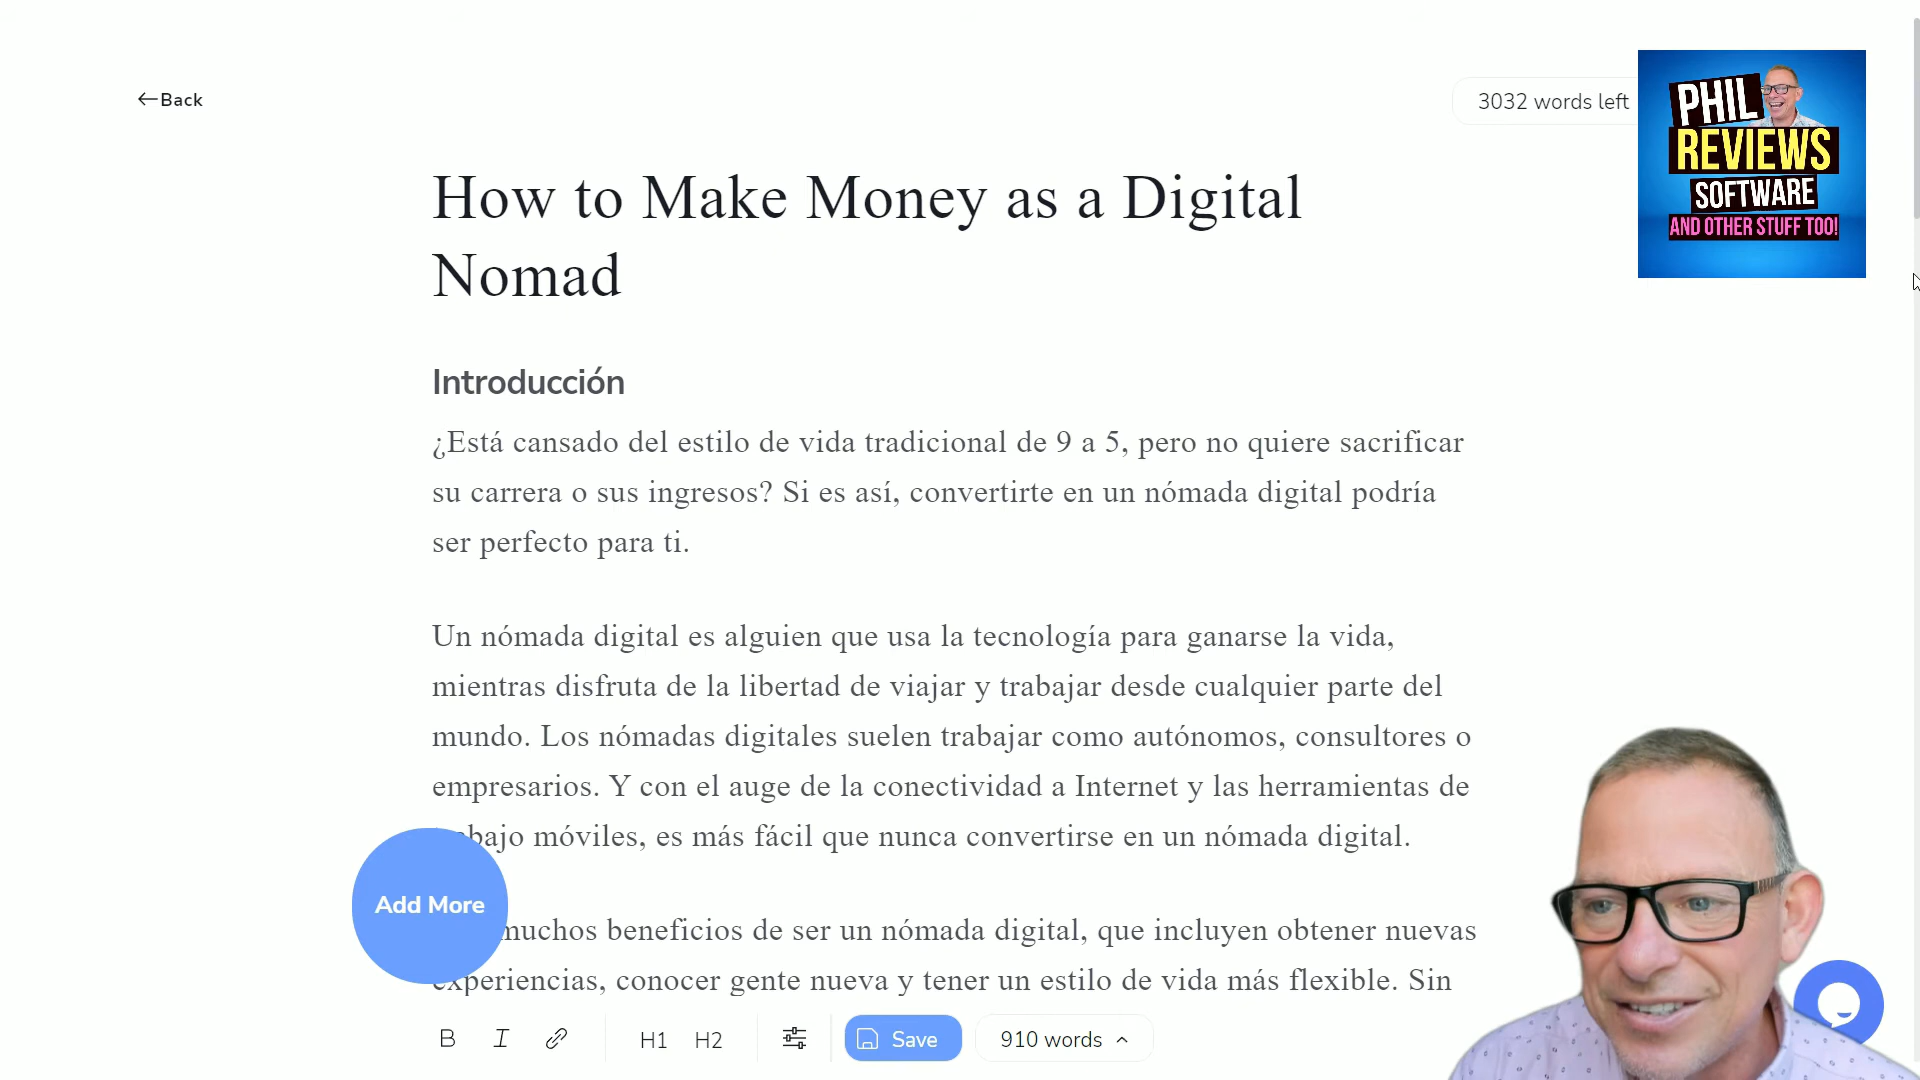 Back
3032 words left
PHIL
REVIEWS
SOFTWARE
AND OTHER STUFF TOO!
How to Make Money as a Digital
Nomad
Introducción
¿Está cansado del estilo de vida tradicional de 9 a 5, pero no quiere sacrificar
su carrera o sus ingresos? Si es así, convertirte en un nómada digital podría
ser perfecto para ti.
Un nómada digital es alguien que usa la tecnología para ganarse la vida,
mientras disfruta de la libertad de viajar y trabajar desde cualquier parte del
mundo. Los nómadas digitales suelen trabajar como autónomos, consultores o
empresarios. Y con el auge de la conectividad a Internet y las herramientas de
trabajo móviles, es más fácil que nunca convertirse en un nómada digital.
muchos beneficios de ser un nómada digital, que incluyen obtener nuevas
experiencias, conocer gente nueva y tener un estilo de vida más flexible. Sin
Add More
B I H1 H2 Save 910 words